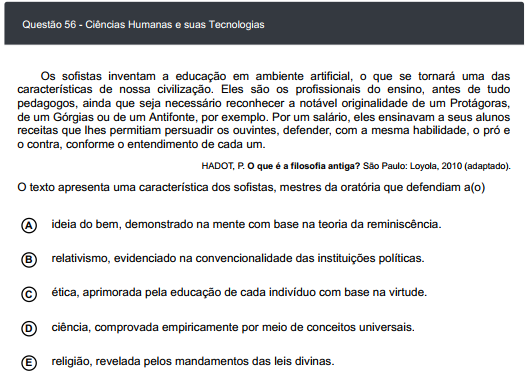 Questão 56 - Ciências Humanas e suas Tecnologias
Os sofistas inventam a educação em ambiente artificial, o que se tornará uma das
características de nossa civilização. Eles são os profissionais do ensino, antes de tudo
pedagogos, ainda que seja necessário reconhecer a notável originalidade de um Protágoras,
de um Górgias ou de um Antifonte, por exemplo. Por um salário, eles ensinavam a seus alunos
receitas que lhes permitiam persuadir os ouvintes, defender, com a mesma habilidade, o pró e
o contra, conforme o entendimento de cada um.
HADOT, P. O que é a filosofia antiga? São Paulo: Loyola, 2010 (adaptado).
O texto apresenta uma característica dos sofistas, mestres da oratória que defendiam a(o)
A ideia do bem, demonstrado na mente com base na teoria da reminiscência.
B relativismo, evidenciado na convencionalidade das instituições políticas.
C ética, aprimorada pela educação de cada indivíduo com base na virtude.
D ciência, comprovada empiricamente por meio de conceitos universais.
E religião, revelada pelos mandamentos das leis divinas.